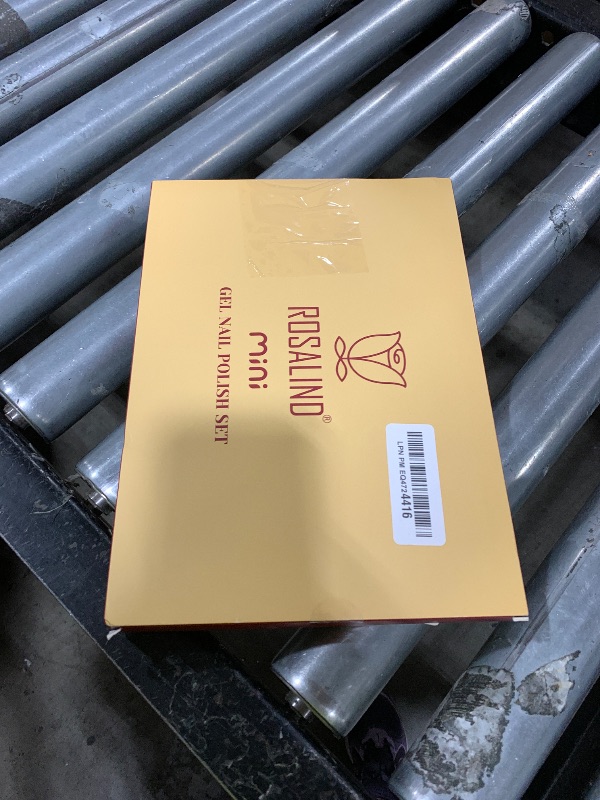 ROSALIND®
mini
GEL NAIL POLISH SET
LPN PM EQ4724416